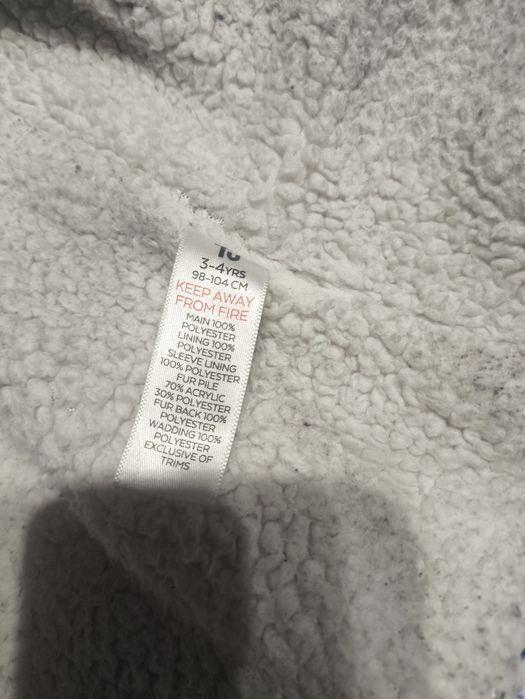 3-4YRS
98-104 CM
KEEP AWAY
FROM FIRE
MAIN 100%
POLYESTER
LINING 100%
POLYESTER
SLEEVE LINING
100% POLYESTER
FUR PILE
70% ACRYLIC
30% POLYESTER
FUR BACK 100%
POLYESTER
WADDING 100%
POLYESTER
EXCLUSIVE OF
TRIMS